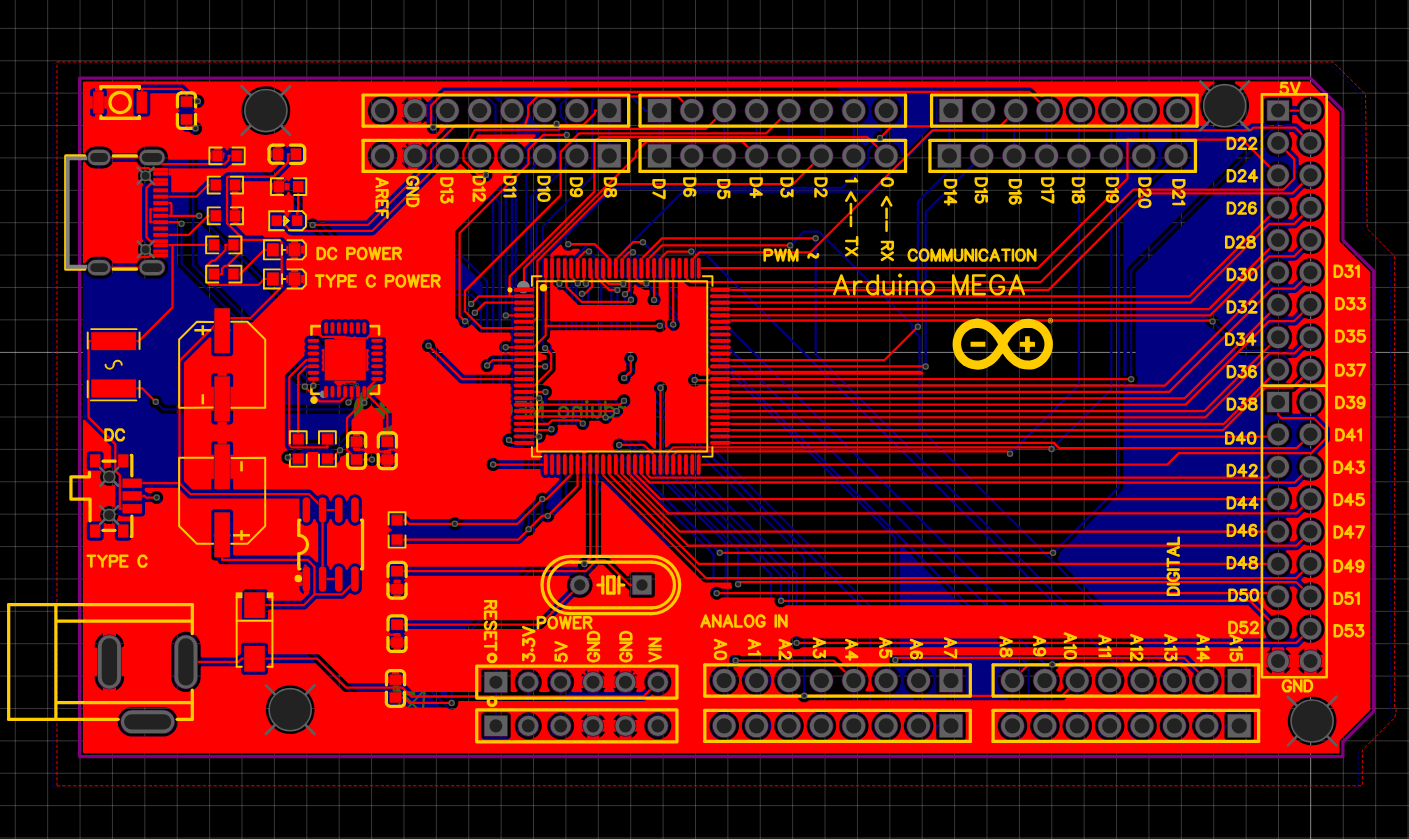 5V
AREF GND D13 D12 D11 D10 D9 D8 D7 D6 D5 D4 D3 D2 1 <--- TX 0 <--- RX D14 D15 D16 D17 D18 D19 D20 D21
D22
D24
D26
DC POWER
PWM ~
COMMUNICATION
D28
TYPE C POWER
Arduino MEGA
D30 D31
D32 D33
D34 D35
D36 D37
D38 D39
DC
D40 D41
D42 D43
D44 D45
D46 D47
TYPE C
D48 D49
DIGITAL
D50 D51
D52 D53
POWER
ANALOG IN
RESET 3.3V 5V GND GND VIN
A0 A1 A2 A3 A4 A5 A6 A7 A8 A9 A10 A11 A12 A13 A14 A15
GND